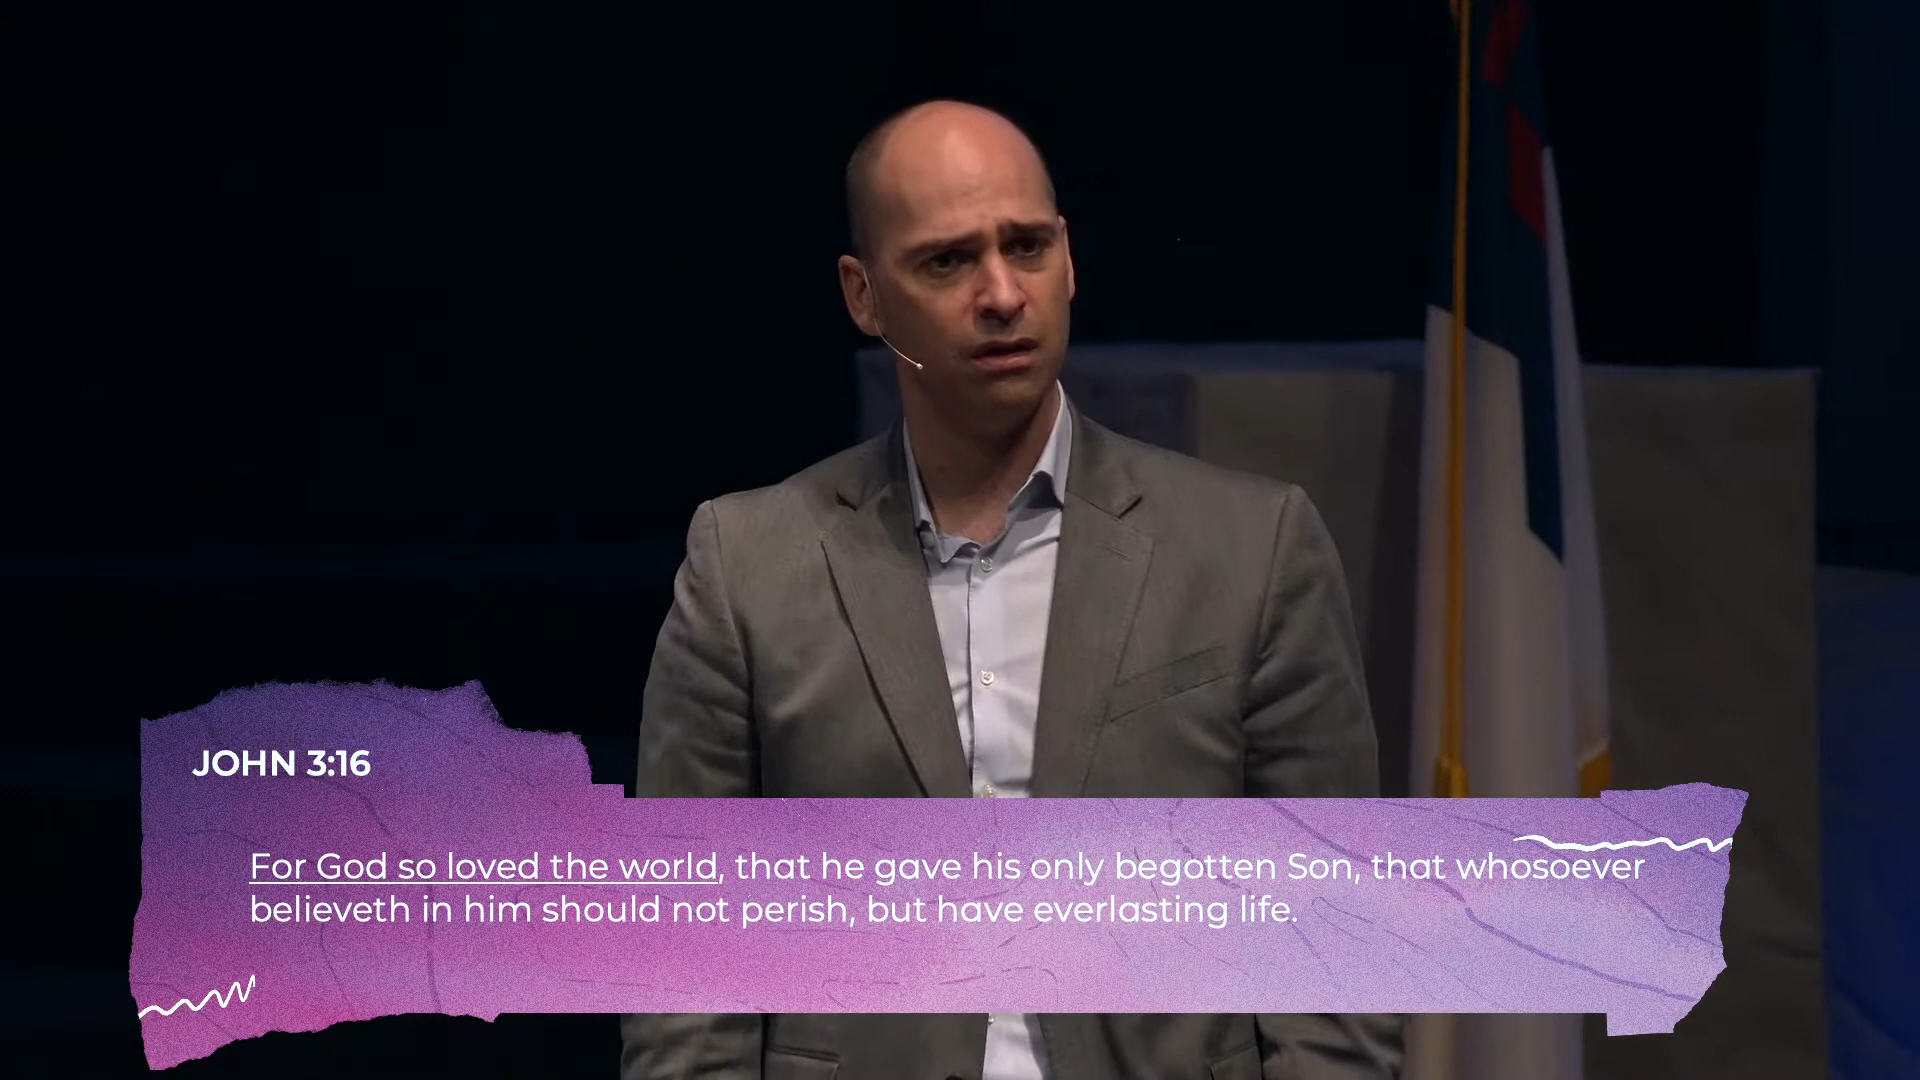 JOHN 3:16
For God so loved the world, that he gave his only begotten Son, that whosoever
believeth in him should not perish, but have everlasting life.